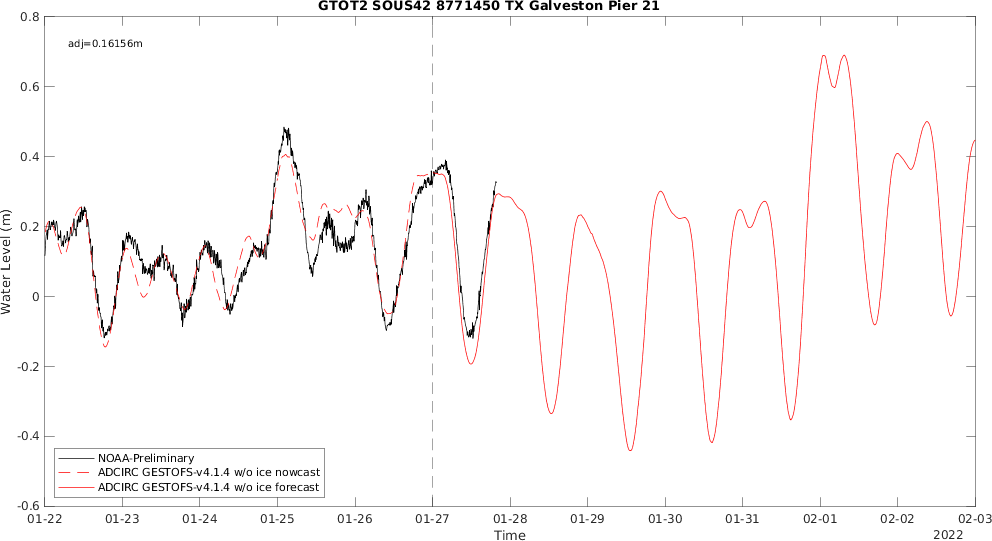 GTOT2 SOUS42 8771450 TX Galveston Pier 21
0.8
adj=0.16156m
0.6
0.4
0.2
0
-0.2
-0.4
-0.6
Water Level (m)
NOAA-Preliminary
ADCIRC GESTOFS-v4.1.4 w/o ice nowcast
ADCIRC GESTOFS-v4.1.4 w/o ice forecast
01-22 01-23 01-24 01-25 01-26 01-27 01-28 01-29 01-30 01-31 02-01 02-02 02-03
Time
2022